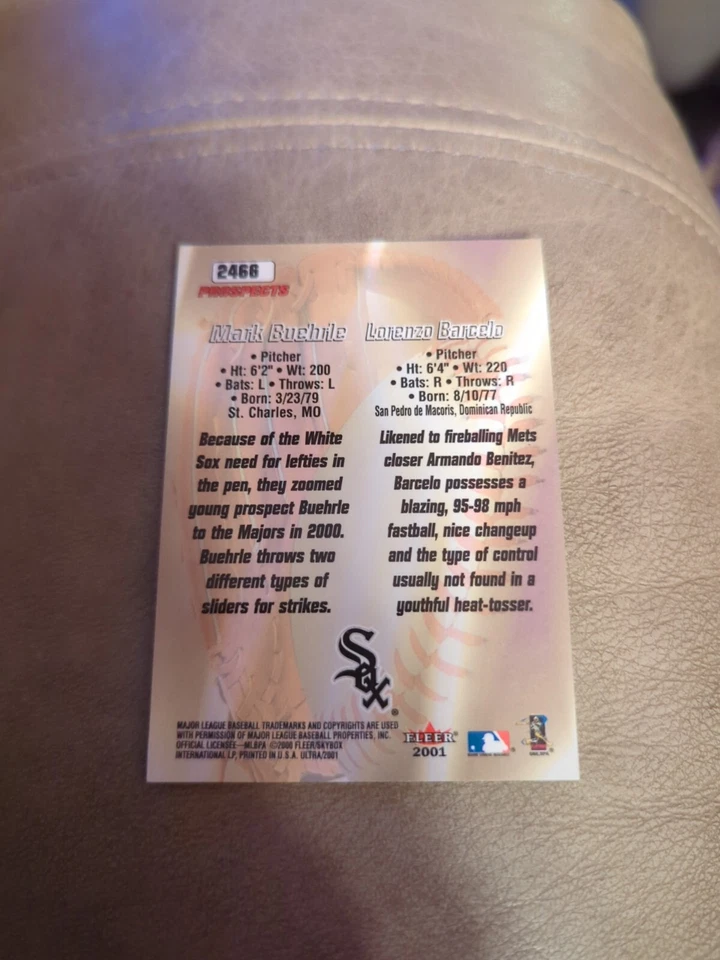 2466
PROSPECTS
Mark Buehrle
• Pitcher
• Ht: 6'2" • Wt: 200
• Bats: L • Throws: L
• Born: 3/23/79
St. Charles, MO
Because of the White
Sox need for lefties in
the pen, they zoomed
young prospect Buehrle
to the Majors in 2000.
Buehrle throws two
different types of
sliders for strikes.
Lorenzo Barcelo
• Pitcher
• Ht: 6'4" • Wt: 220
• Bats: R • Throws: R
• Born: 8/10/77
San Pedro de Macoris, Dominican Republic
Likened to fireballing Mets
closer Armando Benitez,
Barcelo possesses a
blazing, 95-98 mph
fastball, nice changeup
and the type of control
usually not found in a
youthful heat-tosser.
Sox
®
MAJOR LEAGUE BASEBALL TRADEMARKS AND COPYRIGHTS ARE USED
WITH PERMISSION OF MAJOR LEAGUE BASEBALL PROPERTIES, INC.
OFFICIAL LICENSEE—MLBPA ©2000 FLEER/SKYBOX
INTERNATIONAL LP, PRINTED IN U.S.A. ULTRA/2001
FLEER
2001